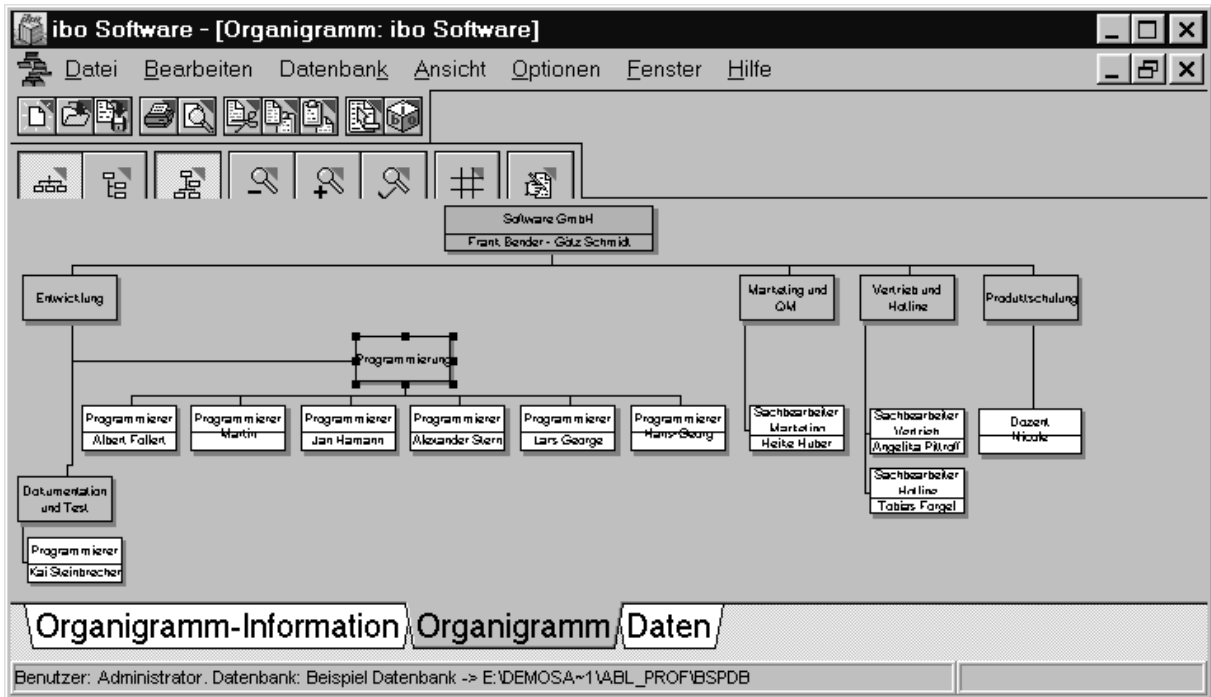 ibo Software - [Organigramm: ibo Software]
Datei Bearbeiten Datenbank Ansicht Optionen Fenster Hilfe
Software GmbH
Frank Bender - Götz Schmidt
Entwicklung
Marketing und
QM
Vertrieb und
Hotline
Produktschulung
Programmierung
Programmierer
Albert Fallert
Programmierer
Martin
Programmierer
Jan Hamann
Programmierer
Alexander Stern
Programmierer
Lars George
Programmierer
Hans-Georg
Sachbearbeiter
Marketing
Heike Huber
Sachbearbeiter
Vertrieb
Angelika Pittroff
Dozent
Nicole
Sachbearbeiter
Hotline
Tobias Fargel
Dokumentation
und Test
Programmierer
Kai Steinbrecher
Organigramm-Information Organigramm Daten
Benutzer: Administrator. Datenbank: Beispiel Datenbank -> E:\DEMOSA~1\ABL_PROF\BSPDB